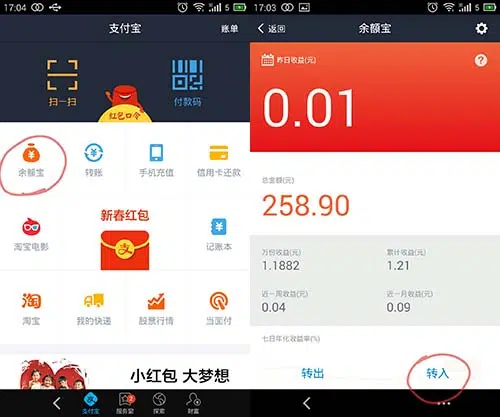 17:04
5
支付宝
账单
扫一扫
红包口令
付款码
余额宝
转账
手机充值
信用卡还款
淘宝电影
新春红包
支
记账本
淘
淘宝
我的快递
股票行情
当面付
小红包 大梦想
支付宝
服务窗
2
探索
财富
17:03
5
返回
余额宝
昨日收益(元)
?
0.01
总金额(元)
258.90
万份收益(元)
累计收益(元)
1.1882
1.21
近一周收益(元)
近一月收益(元)
0.04
0.09
七日年化收益率(%)
转出
转入